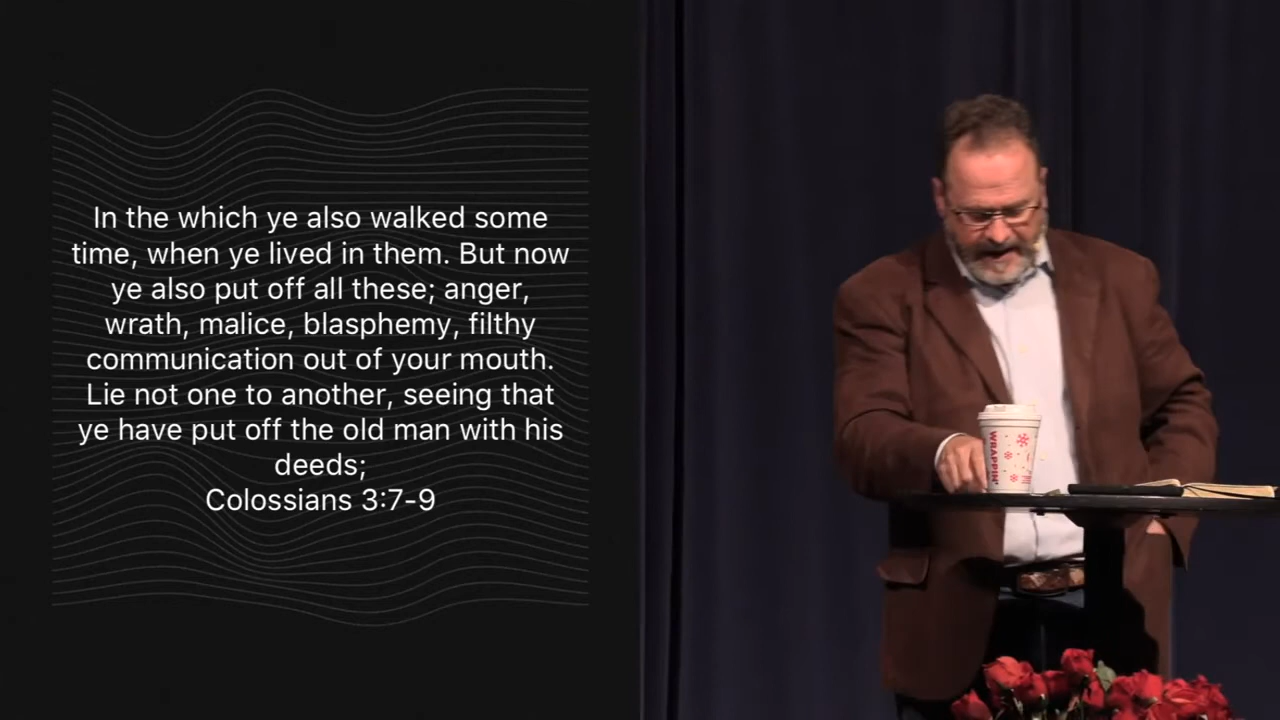 In the which ye also walked some
time, when ye lived in them. But now
ye also put off all these; anger,
wrath, malice, blasphemy, filthy
communication out of your mouth.
Lie not one to another, seeing that
ye have put off the old man with his
deeds;
Colossians 3:7-9
WRAPPIN'